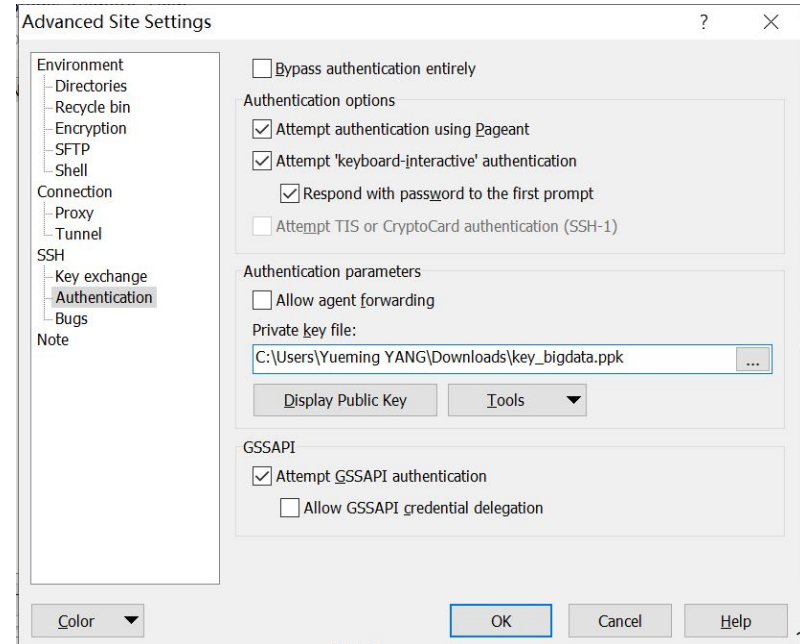 Advanced Site Settings
?
Environment
Directories
Recycle bin
Encryption
SFTP
Shell
Connection
Proxy
Tunnel
SSH
Key exchange
Authentication
Bugs
Note
Bypass authentication entirely
Authentication options
Attempt authentication using Pageant
Attempt 'keyboard-interactive' authentication
Respond with password to the first prompt
Attempt TIS or CryptoCard authentication (SSH-1)
Authentication parameters
Allow agent forwarding
Private key file:
C:\Users\Yueming YANG\Downloads\key_bigdata.ppk
...
Display Public Key
Tools
GSSAPI
Attempt GSSAPI authentication
Allow GSSAPI credential delegation
Color
OK
Cancel
Help